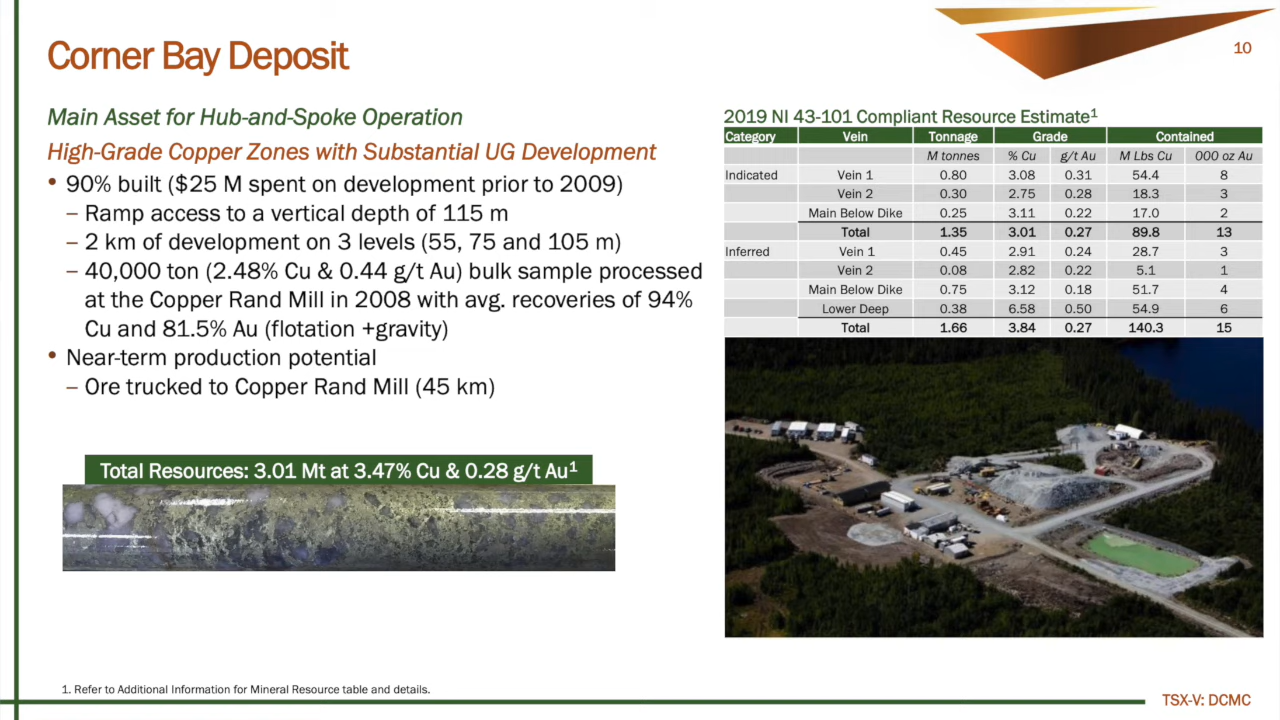 Corner Bay Deposit
10
Main Asset for Hub-and-Spoke Operation
High-Grade Copper Zones with Substantial UG Development
• 90% built ($25 M spent on development prior to 2009)
– Ramp access to a vertical depth of 115 m
– 2 km of development on 3 levels (55, 75 and 105 m)
– 40,000 ton (2.48% Cu & 0.44 g/t Au) bulk sample processed
at the Copper Rand Mill in 2008 with avg. recoveries of 94%
Cu and 81.5% Au (flotation +gravity)
• Near-term production potential
– Ore trucked to Copper Rand Mill (45 km)
Total Resources: 3.01 Mt at 3.47% Cu & 0.28 g/t Au¹
2019 NI 43-101 Compliant Resource Estimate¹
Category Vein Tonnage Grade Contained
M tonnes % Cu g/t Au M Lbs Cu 000 oz Au
Indicated Vein 1 0.80 3.08 0.31 54.4 8
Vein 2 0.30 2.75 0.28 18.3 3
Main Below Dike 0.25 3.11 0.22 17.0 2
Total 1.35 3.01 0.27 89.8 13
Inferred Vein 1 0.45 2.91 0.24 28.7 3
Vein 2 0.08 2.82 0.22 5.1 1
Main Below Dike 0.75 3.12 0.18 51.7 4
Lower Deep 0.38 6.58 0.50 54.9 6
Total 1.66 3.84 0.27 140.3 15
1. Refer to Additional Information for Mineral Resource table and details.
TSX-V: DCMC